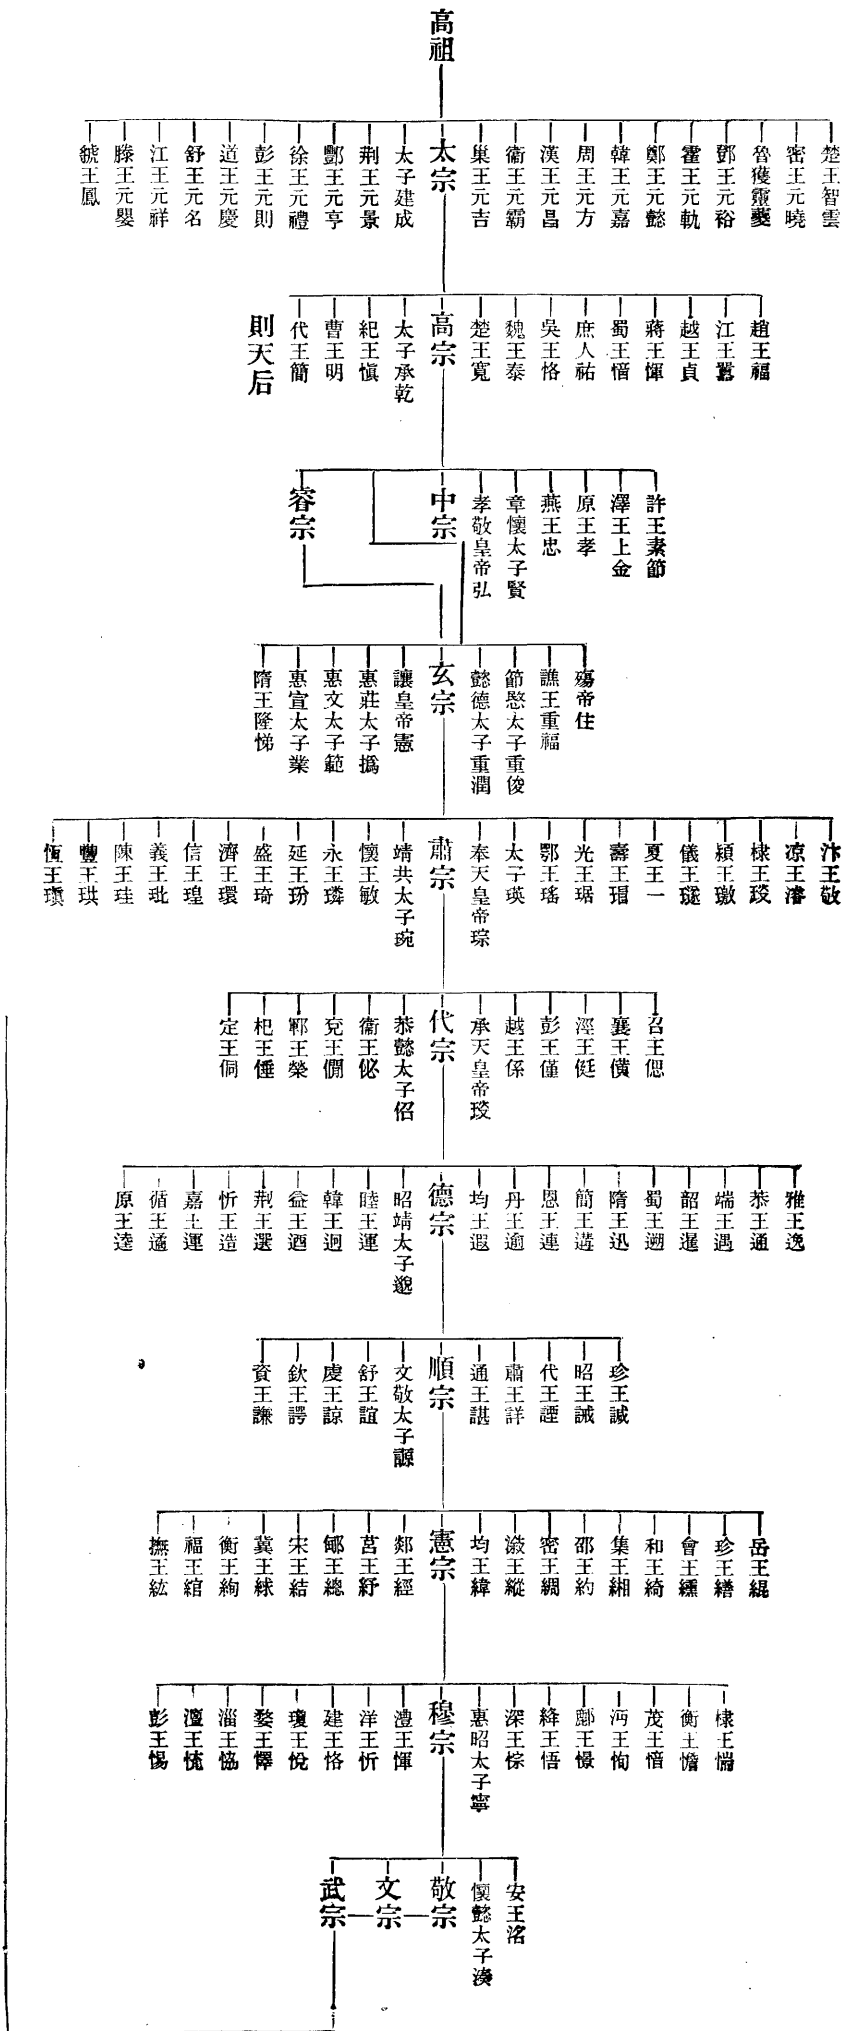 高祖
楚王智雲
密王元曉
魯王靈夔
鄧王元裕
霍王元軌
鄭王元懿
韓王元嘉
周王元方
漢王元昌
衞王元霸
巢王元吉
太宗
太子建成
荆王元景
酆王元亨
徐王元禮
彭王元則
道王元慶
舒王元名
江王元祥
滕王元嬰
虢王鳳
趙王福
江王囂
越王貞
蔣王惲
蜀王愔
庶人祐
吳王恪
魏王泰
楚王寬
高宗
太子承乾
紀王愼
曹王明
代王簡
則天后
許王素節
澤王上金
原王孝
燕王忠
章懷太子賢
孝敬皇帝弘
中宗
睿宗
殤帝
譙王重福
節愍太子重俊
懿德太子重潤
玄宗
讓皇帝憲
惠莊太子撝
惠文太子範
惠宣太子業
隋王隆悌
汴王敬
凉王濬
棣王琰
潁王璬
儀王璲
夏王一
壽王瑁
光王琚
鄂王瑤
太子瑛
奉天皇帝琮
肅宗
靖共太子琬
懷王敏
永王璘
延王玢
盛王琦
濟王環
信王瑝
義王玼
陳王珪
豐王珙
恆王瑱
召王偲
襄王僙
涇王侹
彭王僅
越王係
承天皇帝琰
代宗
恭懿太子佋
衞王佖
兗王僩
鄆王榮
杞王倕
定王侗
雅王逸
恭王通
端王遇
韶王暹
蜀王遡
隋王迅
簡王遘
恩王連
丹王逾
均王遐
德宗
昭靖太子邈
睦王運
韓王迥
益王迺
荆王選
忻王造
嘉王運
循王遹
原王逵
珍王諴
昭王誡
代王諲
肅王詳
通王諶
順宗
文敬太子謜
舒王誼
虔王諒
欽王諤
資王謙
岳王緄
珍王繕
會王纁
和王綺
集王緗
邵王約
密王綢
漵王縱
均王緯
憲宗
郯王經
莒王紓
郇王總
宋王結
冀王絿
衡王絢
福王綰
撫王紘
棣王惴
衡王憺
茂王愔
沔王恂
鄜王憬
絳王悟
深王悰
惠昭太子寧
穆宗
澧王惲
洋王忻
建王恪
瓊王悅
婺王懌
淄王恊
澶王㤞
彭王惕
安王溶
懷懿太子湊
敬宗
文宗
武宗